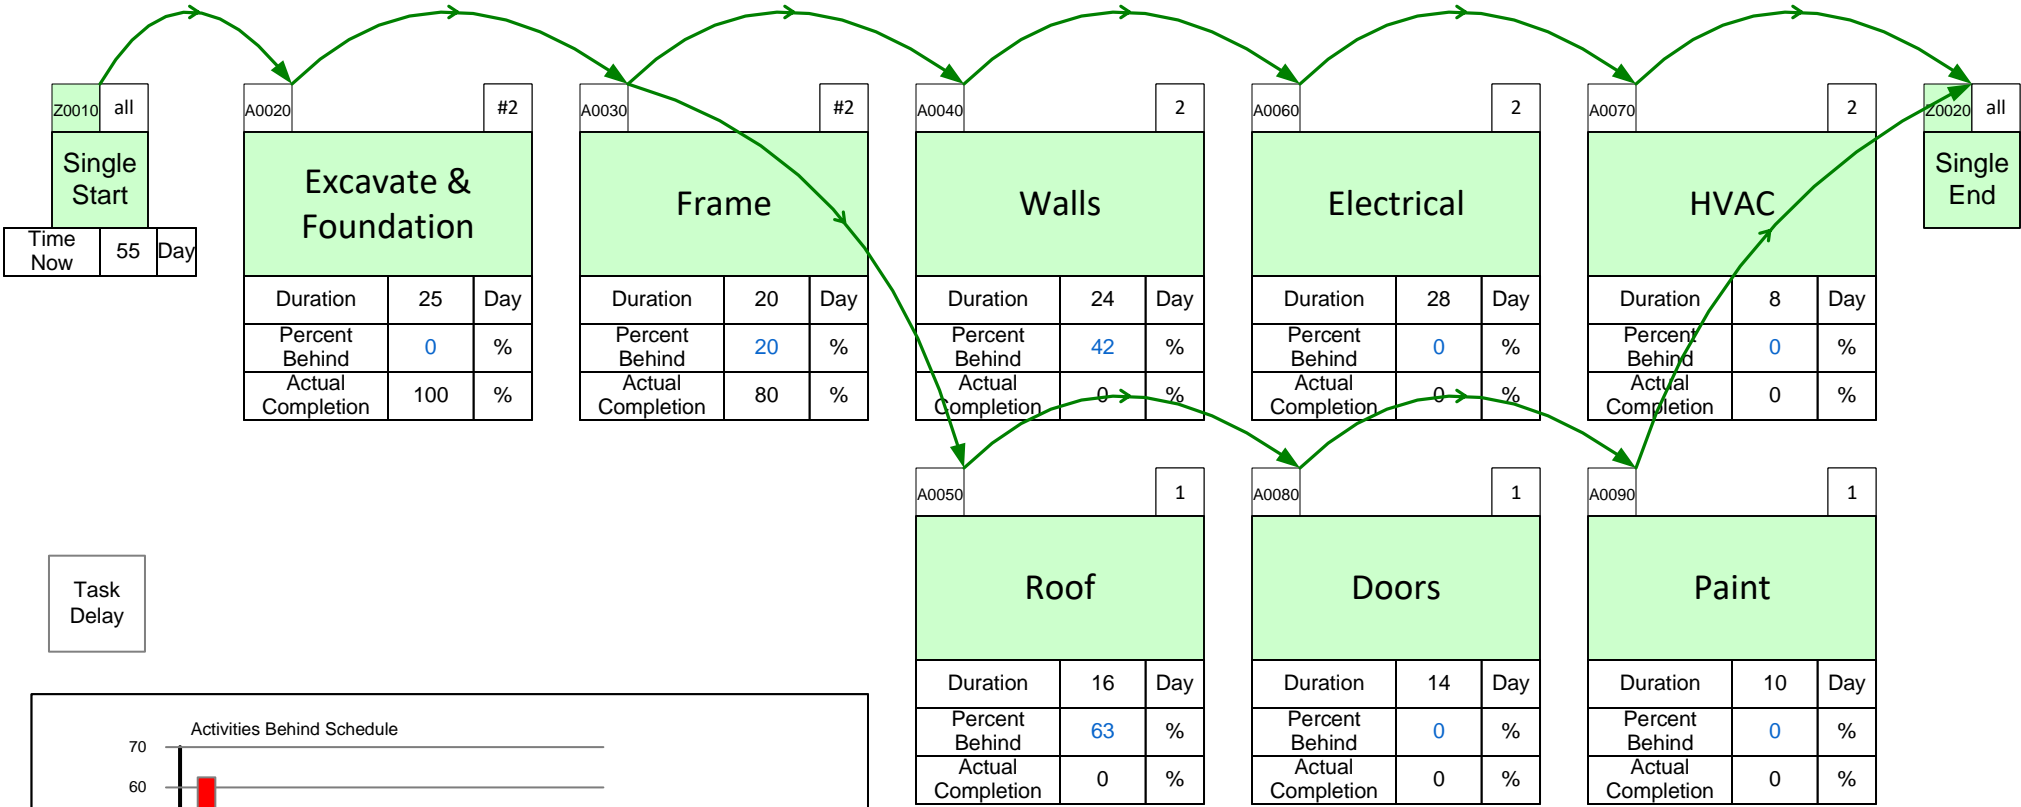 Z0010 all
Single
Start
Time
Now 55 Day
A0020 #2
Excavate &
Foundation
Duration 25 Day
Percent
Behind 0 %
Actual
Completion 100 %
A0030 #2
Frame
Duration 20 Day
Percent
Behind 20 %
Actual
Completion 80 %
A0040 2
Walls
Duration 24 Day
Percent
Behind 42 %
Actual
Completion 0 %
A0060 2
Electrical
Duration 28 Day
Percent
Behind 0 %
Actual
Completion 0 %
A0070 2
HVAC
Duration 8 Day
Percent
Behind 0 %
Actual
Completion 0 %
Z0020 all
Single
End
A0050 1
Roof
Duration 16 Day
Percent
Behind 63 %
Actual
Completion 0 %
A0080 1
Doors
Duration 14 Day
Percent
Behind 0 %
Actual
Completion 0 %
A0090 1
Paint
Duration 10 Day
Percent
Behind 0 %
Actual
Completion 0 %
Task
Delay
Activities Behind Schedule
70
60